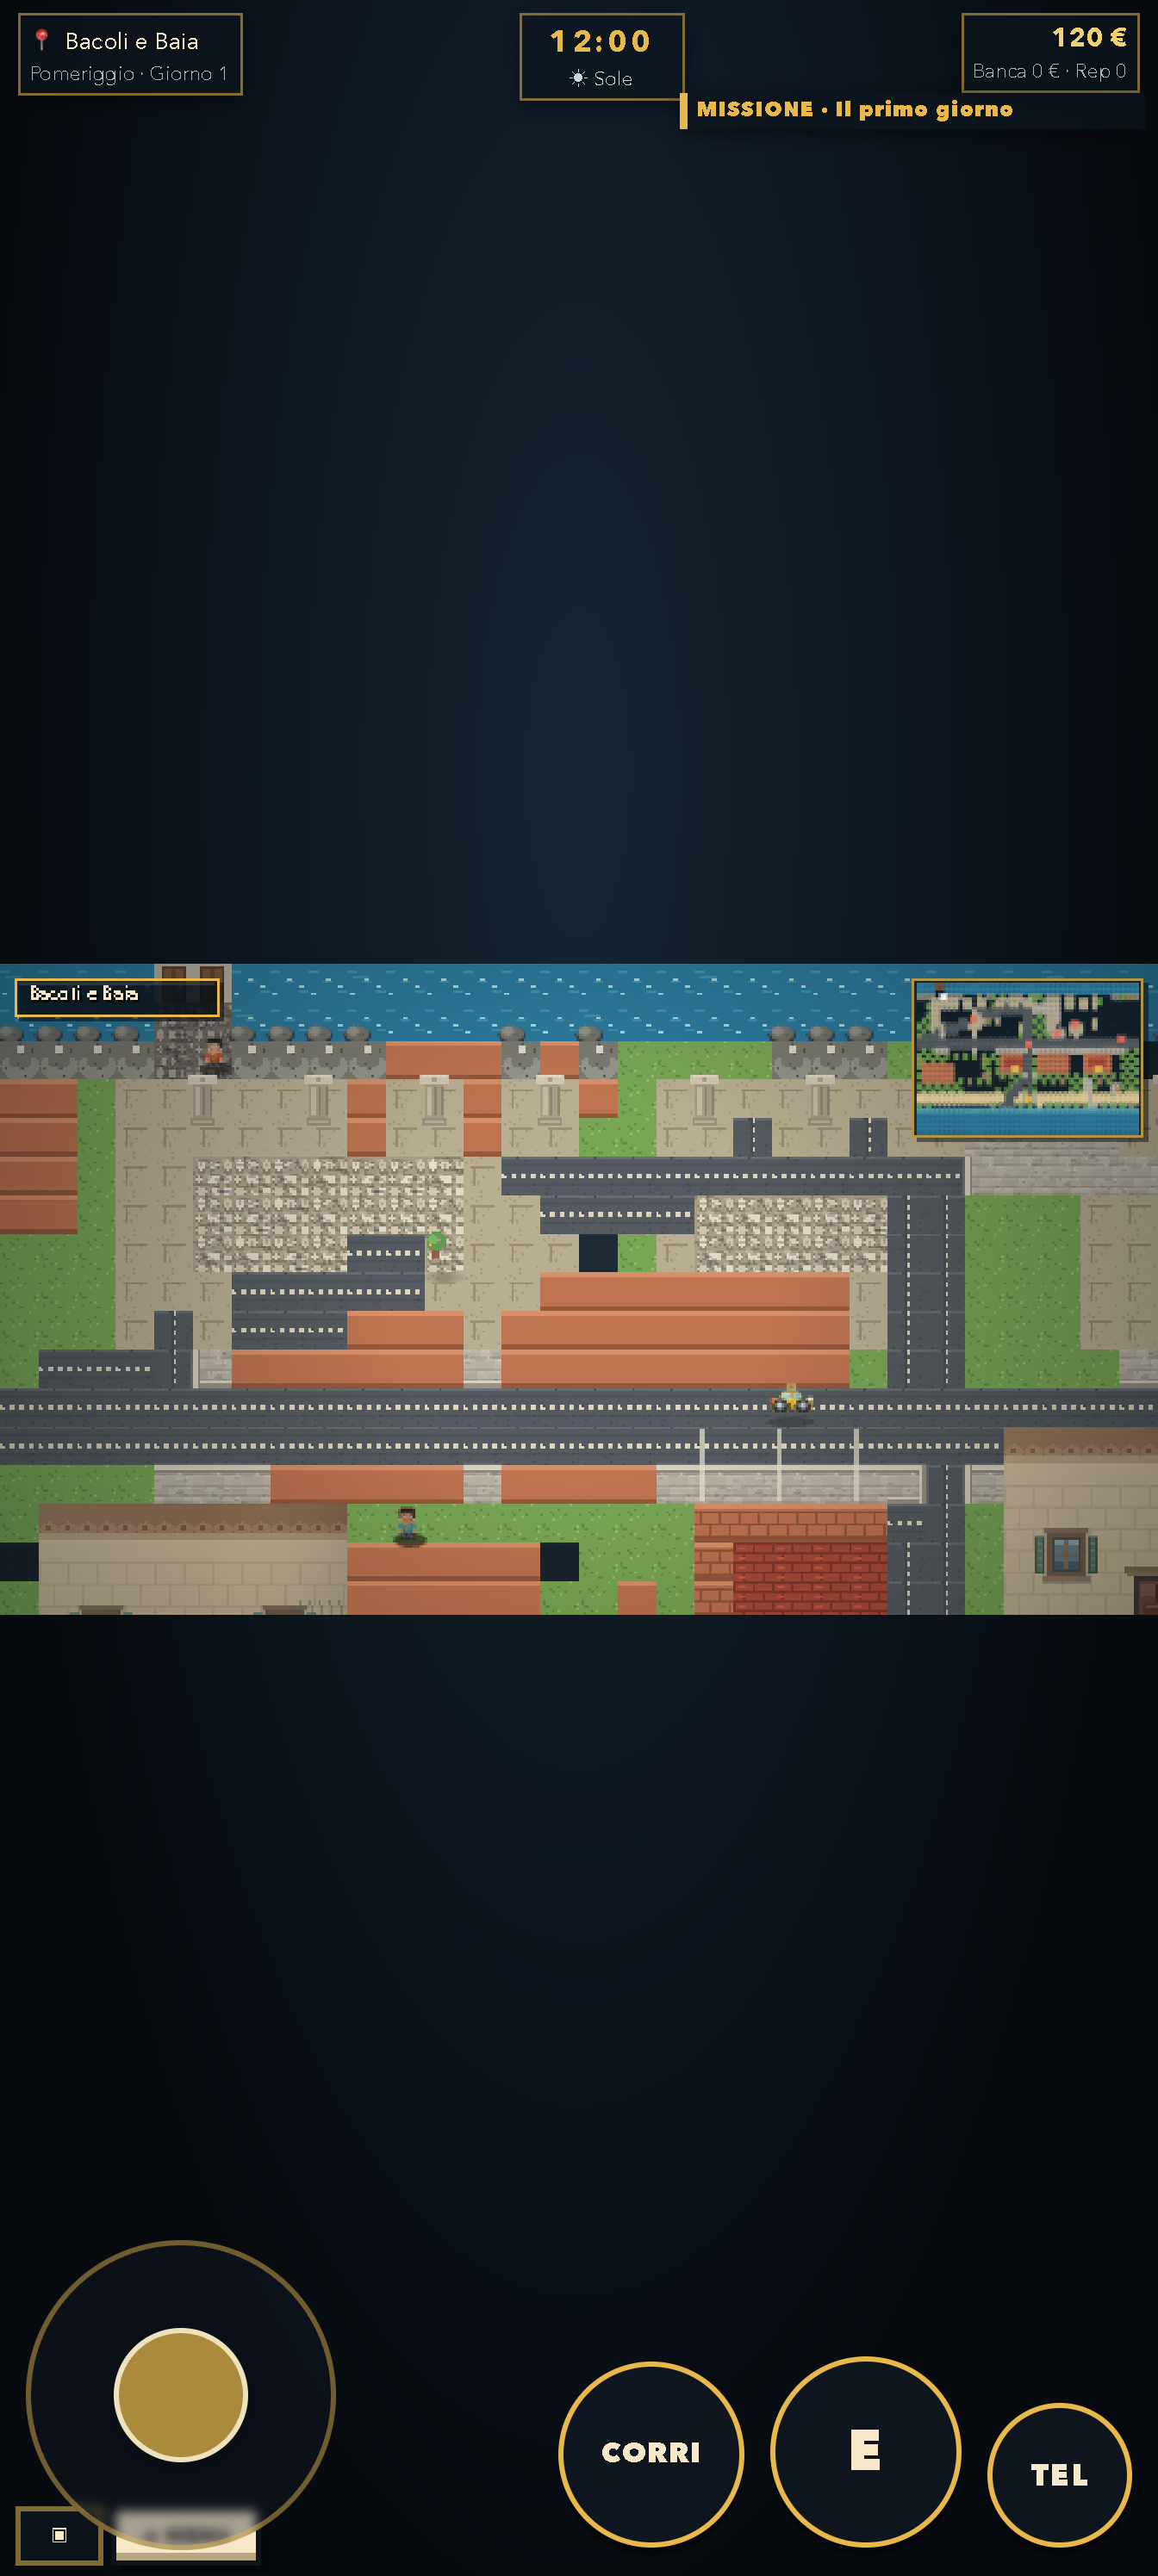 Bacoli e Baia
Pomeriggio · Giorno 1
12:00
☀ Sole
120 €
Banca 0 € · Rep 0
MISSIONE · Il primo giorno
Bacoli e Baia
CORRI
E
TEL